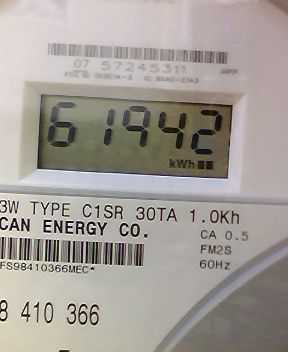 07 57245311
61942
kWh
3W TYPE C1SR 30TA 1.0Kh
CAN ENERGY CO.
CA 0.5
FM2S
FS98410366MEC*
60Hz
8 410 366